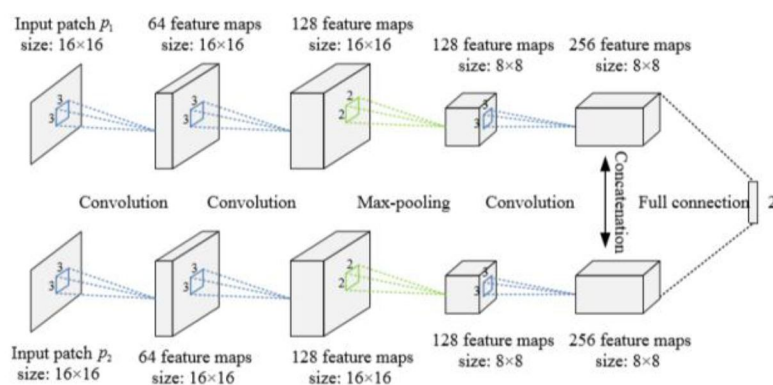 Input patch p₁
size: 16×16
64 feature maps
size: 16×16
128 feature maps
size: 16×16
128 feature maps
size: 8×8
256 feature maps
size: 8×8
3
3
3
3
2
2
3
3
Convolution
Convolution
Max-pooling
Convolution
Concatenation
Full connection
2
3
3
3
3
2
2
3
3
Input patch p₂
size: 16×16
64 feature maps
size: 16×16
128 feature maps
size: 16×16
128 feature maps
size: 8×8
256 feature maps
size: 8×8